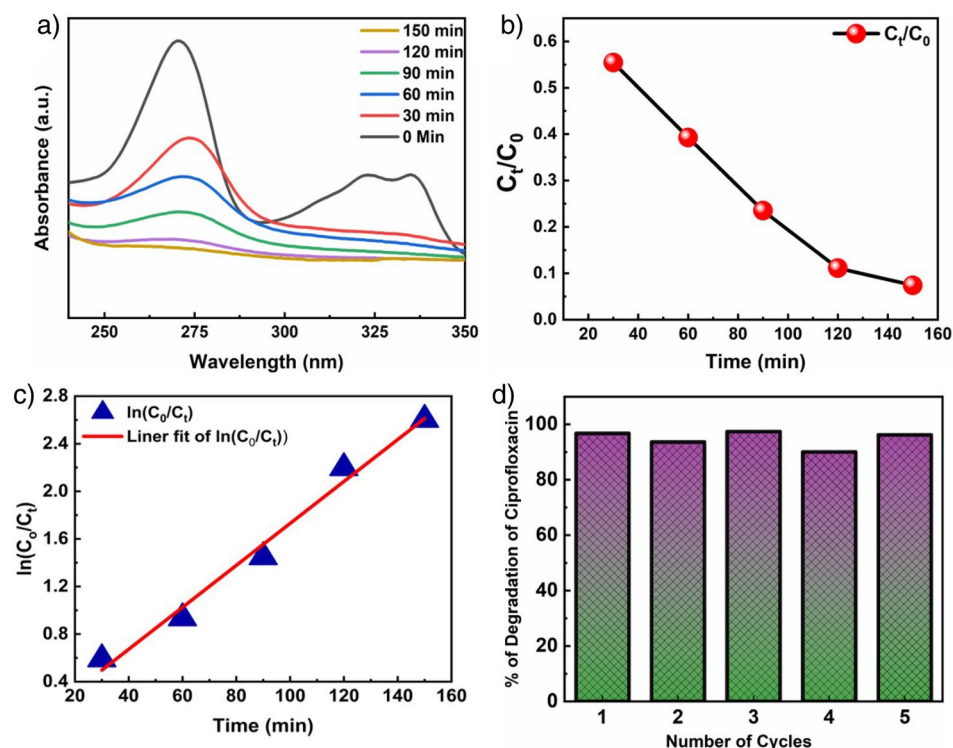 a)
150 min
120 min
90 min
60 min
30 min
0 Min
Absorbance (a.u.)
250 275 300 325 350
Wavelength (nm)
b)
Cₜ/C₀
0.6
0.5
0.4
0.3
0.2
0.1
0.0
Cₜ/C₀
20 40 60 80 100 120 140 160
Time (min)
c)
ln(C₀/Cₜ)
Liner fit of ln(C₀/Cₜ))
2.6
2.2
1.8
1.4
1.2
0.8
0.4
ln(C₀/Cₜ)
20 40 60 80 100 120 140 160
Time (min)
d)
100
80
60
40
20
0
% of Degradation of Ciprofloxacin
1 2 3 4 5
Number of Cycles